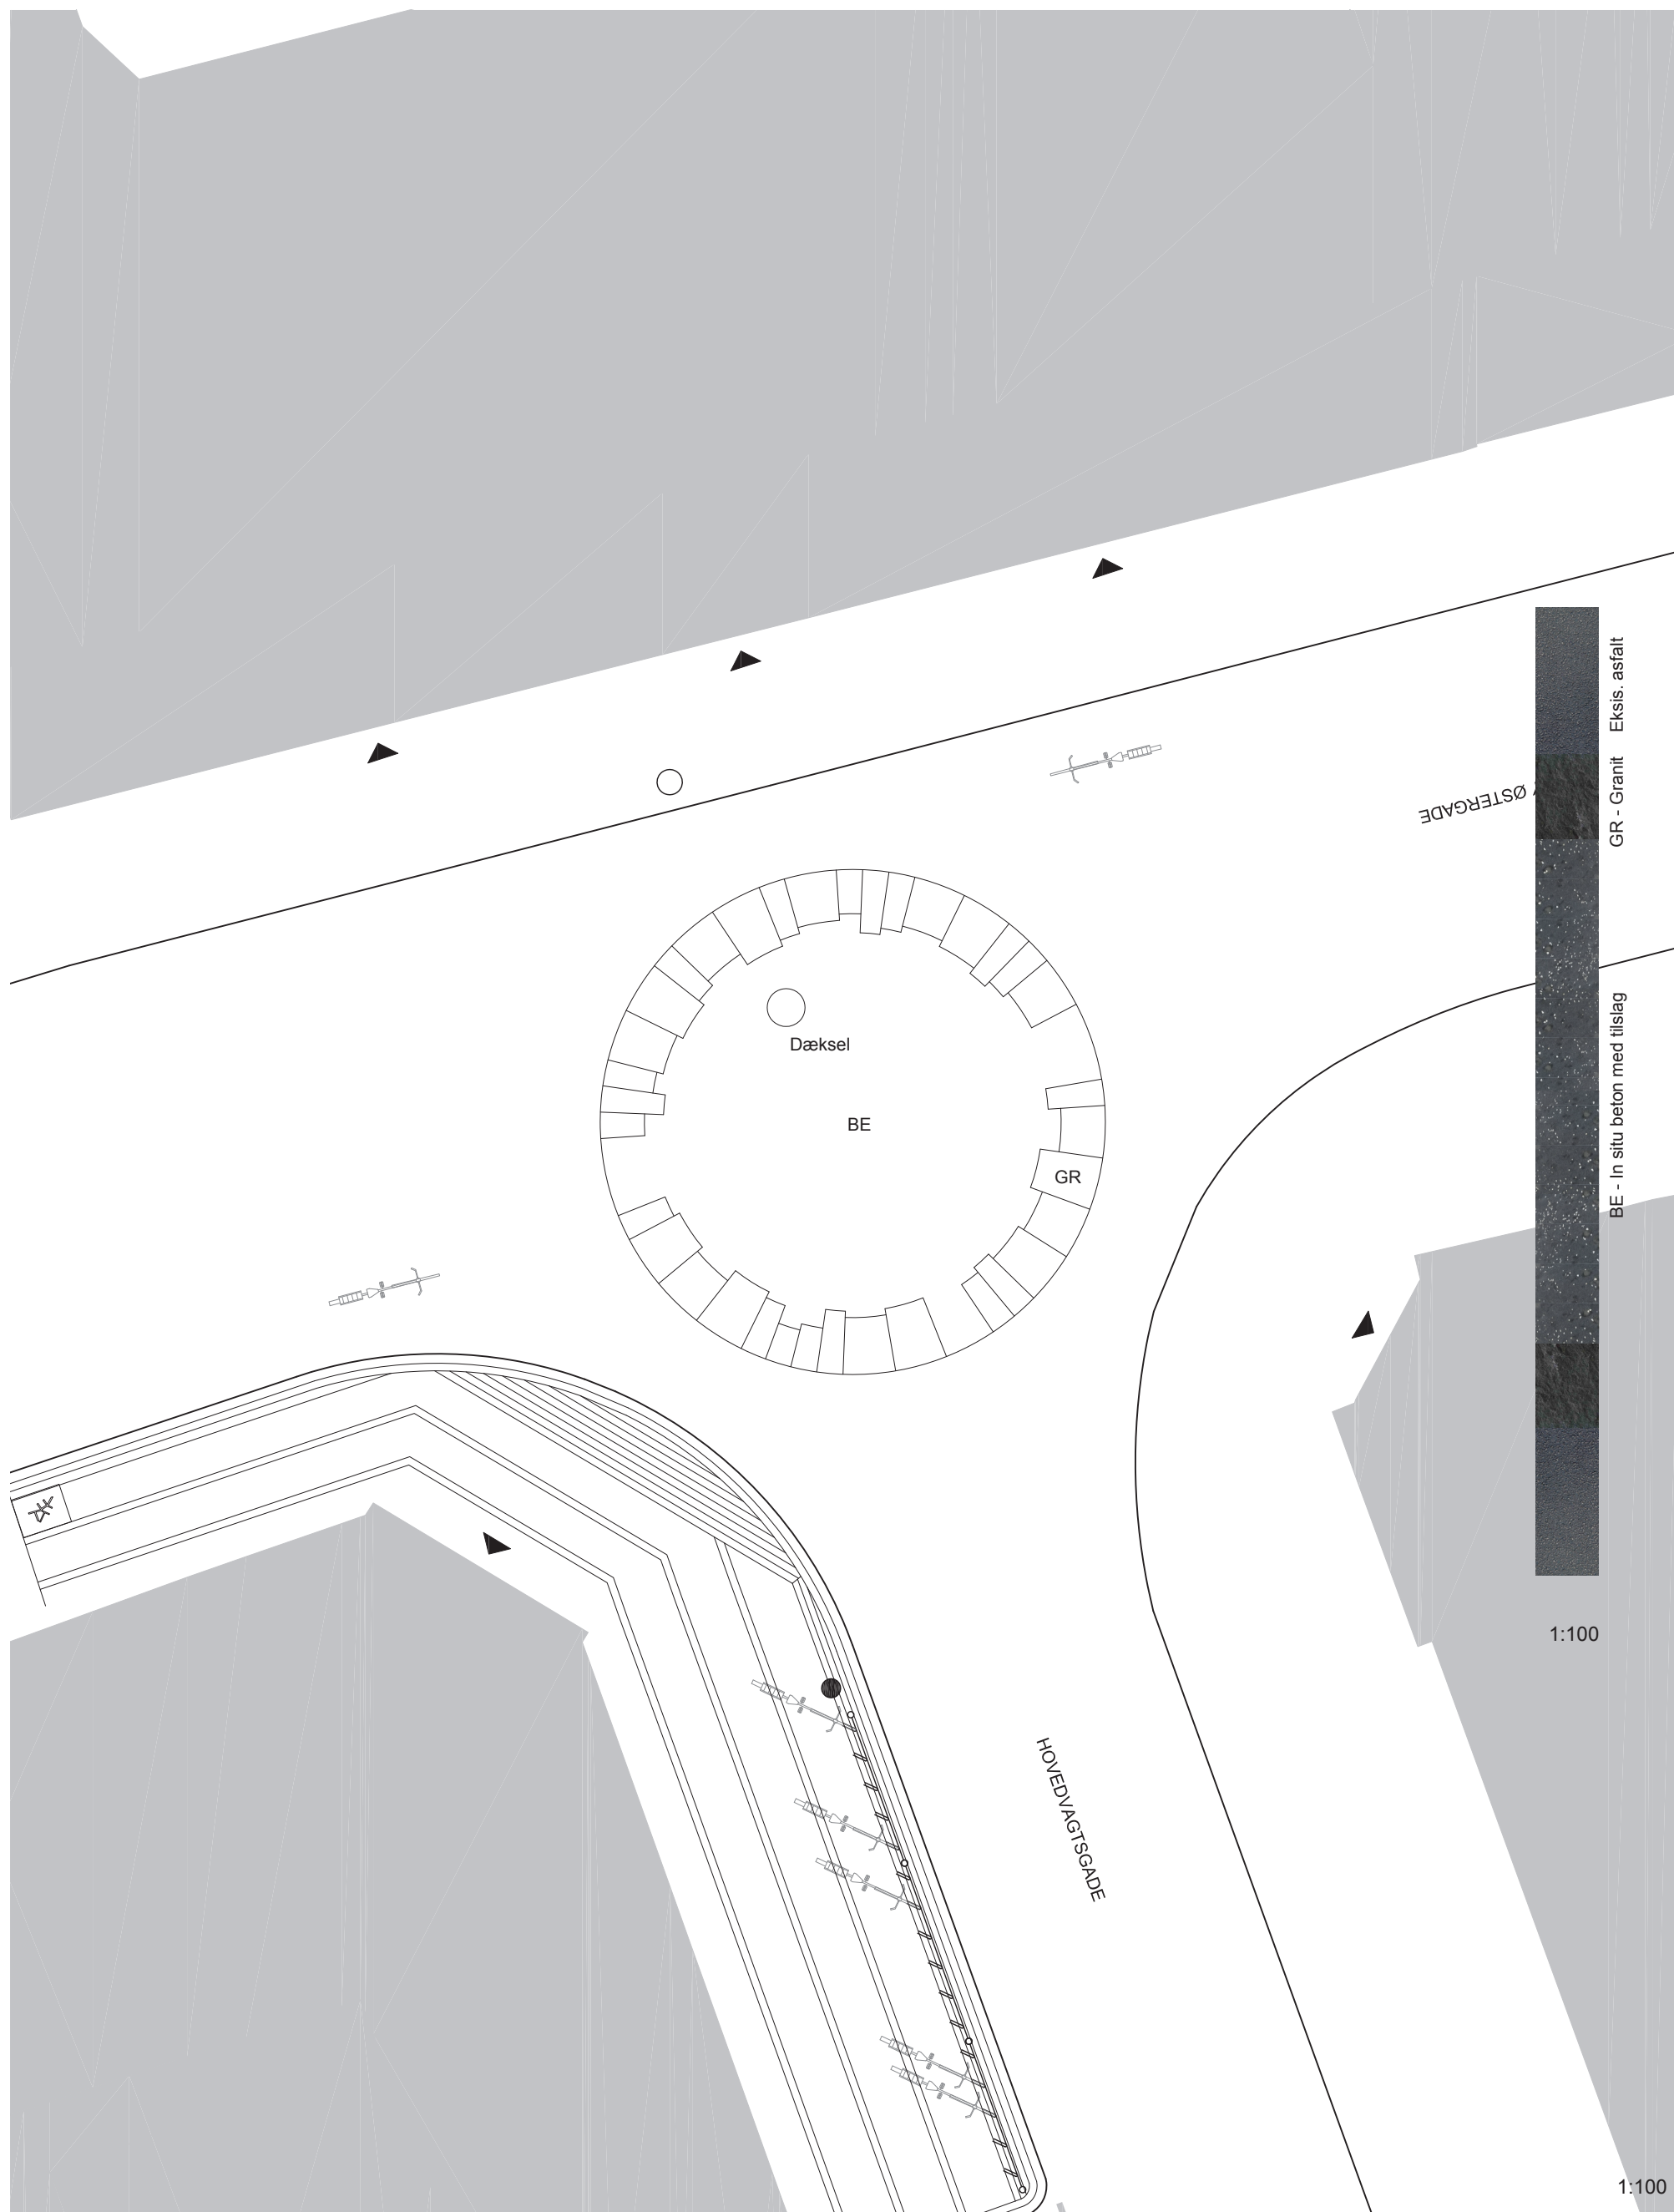 Eksis. asfalt
GR - Granit
ØSTERGADE
Dæksel
BE
BE - In situ beton med tilslag
GR
1:100
HOVEDVAGTSGADE
1:100